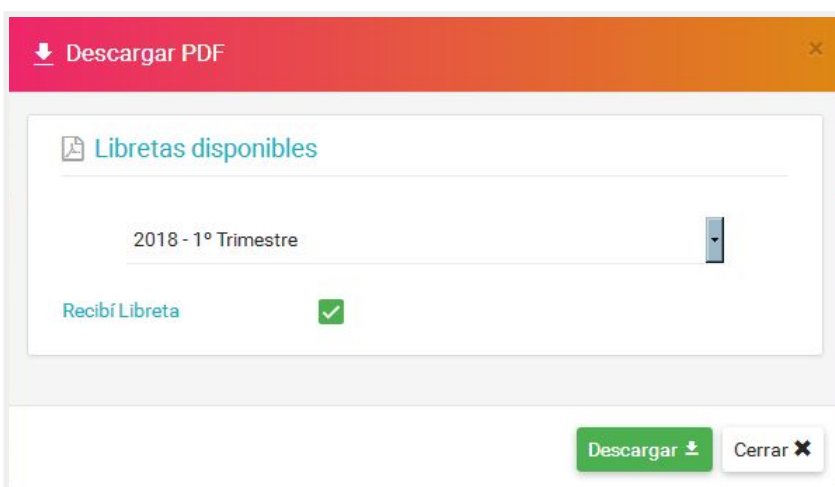 Descargar PDF
Libretas disponibles
2018 - 1º Trimestre
Recibí Libreta
Descargar
Cerrar